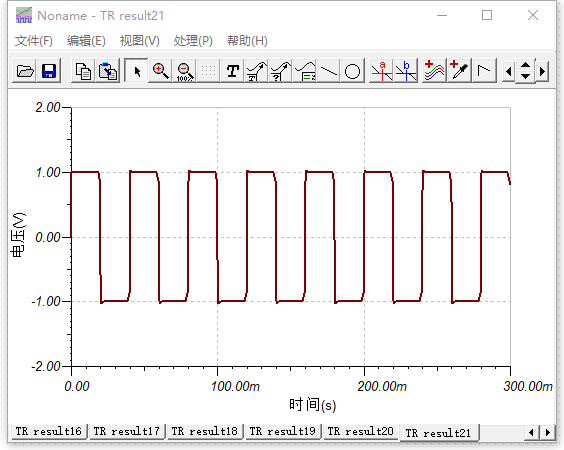 Noname - TR result21
文件(F) 编辑(E) 视图(V) 处理(P) 帮助(H)
100% T ? a b
2.00
1.00
0.00
-1.00
-2.00
电压(V)
0.00 100.00m 200.00m 300.00m
时间(s)
TR result16 TR result17 TR result18 TR result19 TR result20 TR result21